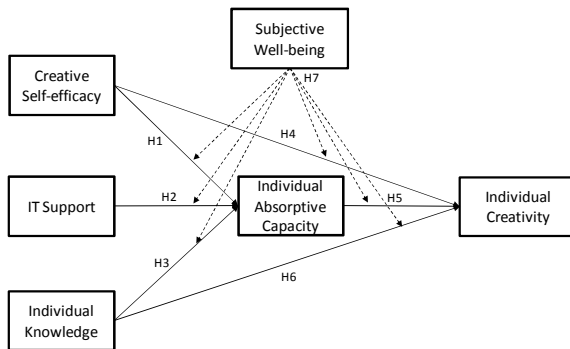 Subjective
Well-being
H7
Creative
Self-efficacy
H4
H1
IT Support
H2
Individual
Absorptive
Capacity
H5
Individual
Creativity
H3
H6
Individual
Knowledge